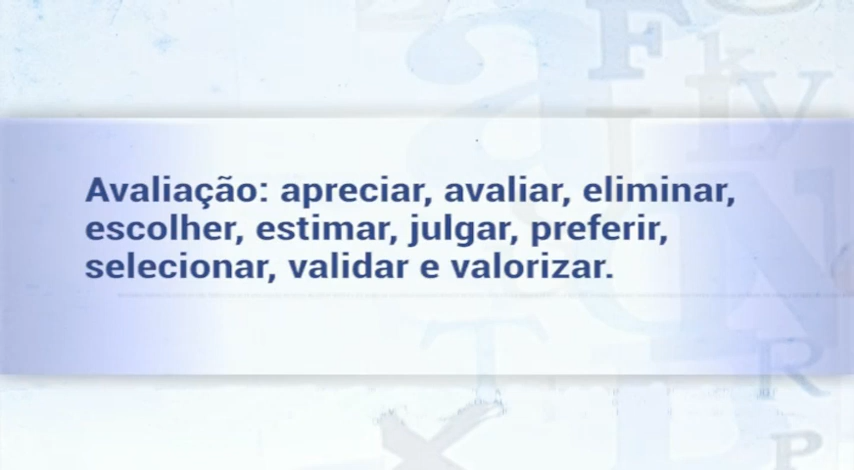 Avaliação: apreciar, avaliar, eliminar,
escolher, estimar, julgar, preferir,
selecionar, validar e valorizar.